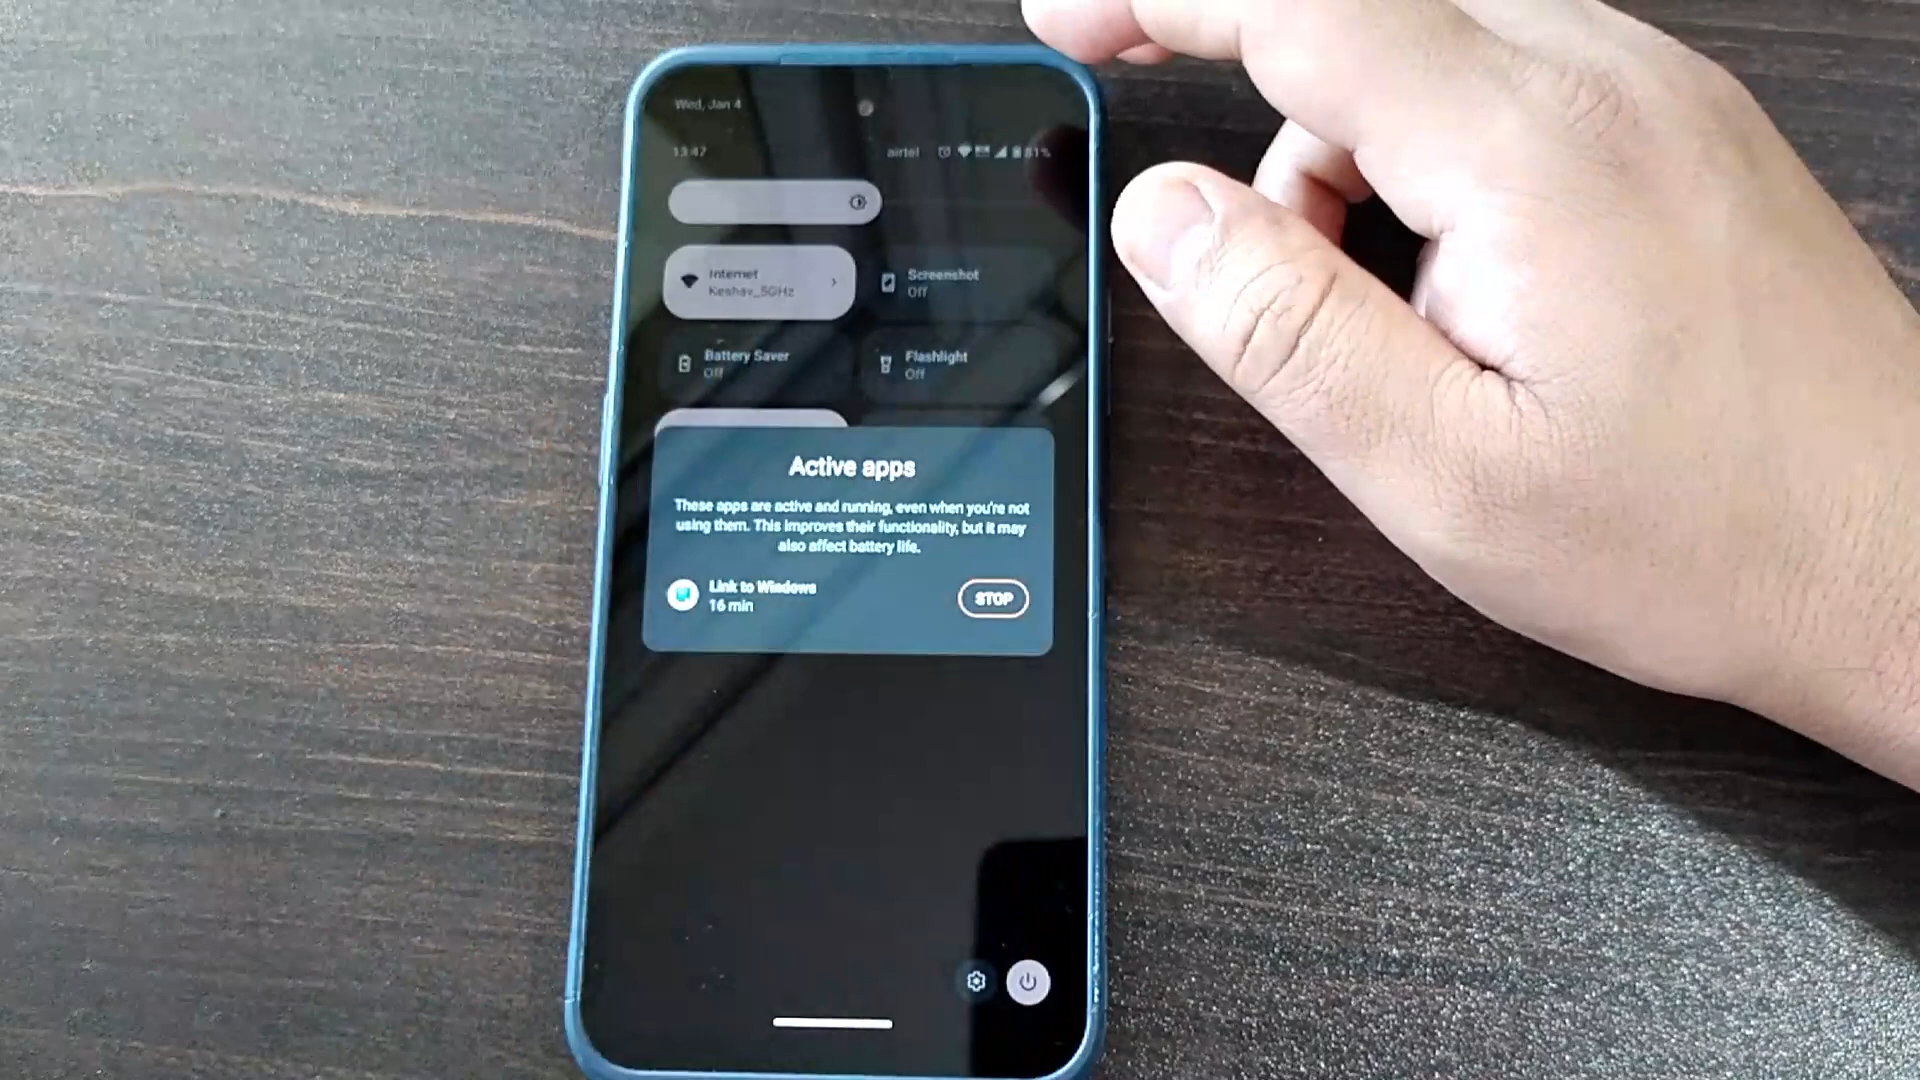 Wed, Jan 4
13:47
airtel
81%
Internet
Keshav_5GHz
Screenshot
Off
Battery Saver
Off
Flashlight
Off
Active apps
These apps are active and running, even when you're not
using them. This improves their functionality, but it may
also affect battery life.
Link to Windows
16 min
STOP